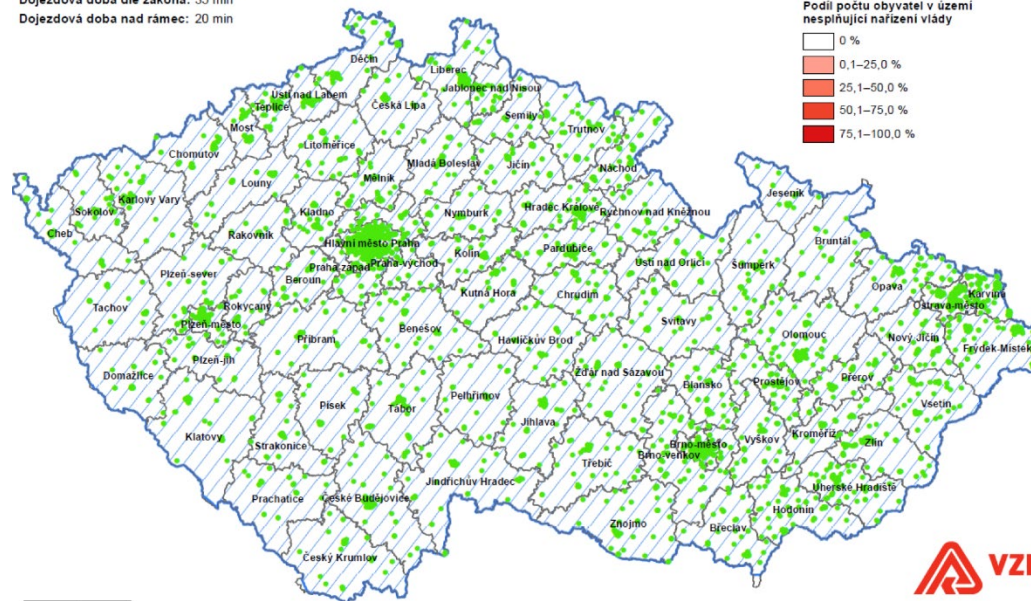 Dojezdová doba dle zákona: 35 min
Dojezdová doba nad rámec: 20 min
Podíl počtu obyvatel v území
nesplňující nařízení vlády
0 %
0,1–25,0 %
25,1–50,0 %
50,1–75,0 %
75,1–100,0 %
Děčín
Liberec
Jablonec nad Nisou
Ústí nad Labem
Teplice
Česká Lípa
Semily
Most
Trutnov
Litoměřice
Chomutov
Mladá Boleslav
Jičín
Náchod
Louny
Mělník
Jeseník
Karlovy Vary
Sokolov
Kladno
Nymburk
Hradec Králové
Rychnov nad Kněžnou
Cheb
Rakovník
Hlavní město Praha
Bruntál
Kolín
Pardubice
Praha-západ
Praha-východ
Ústí nad Orlicí
Šumperk
Plzeň-sever
Beroun
Opava
Karviná
Kutná Hora
Chrudim
Ostrava-město
Tachov
Rokycany
Plzeň-město
Svitavy
Benešov
Olomouc
Nový Jičín
Příbram
Havlíčkův Brod
Frýdek-Místek
Plzeň-jih
Domažlice
Žďár nad Sázavou
Blansko
Prostějov
Přerov
Pelhřimov
Písek
Tábor
Vsetín
Jihlava
Klatovy
Kroměříž
Strakonice
Brno-město
Vyškov
Zlín
Brno-venkov
Třebíč
Jindřichův Hradec
Uherské Hradiště
Prachatice
České Budějovice
Hodonín
Znojmo
Břeclav
Český Krumlov